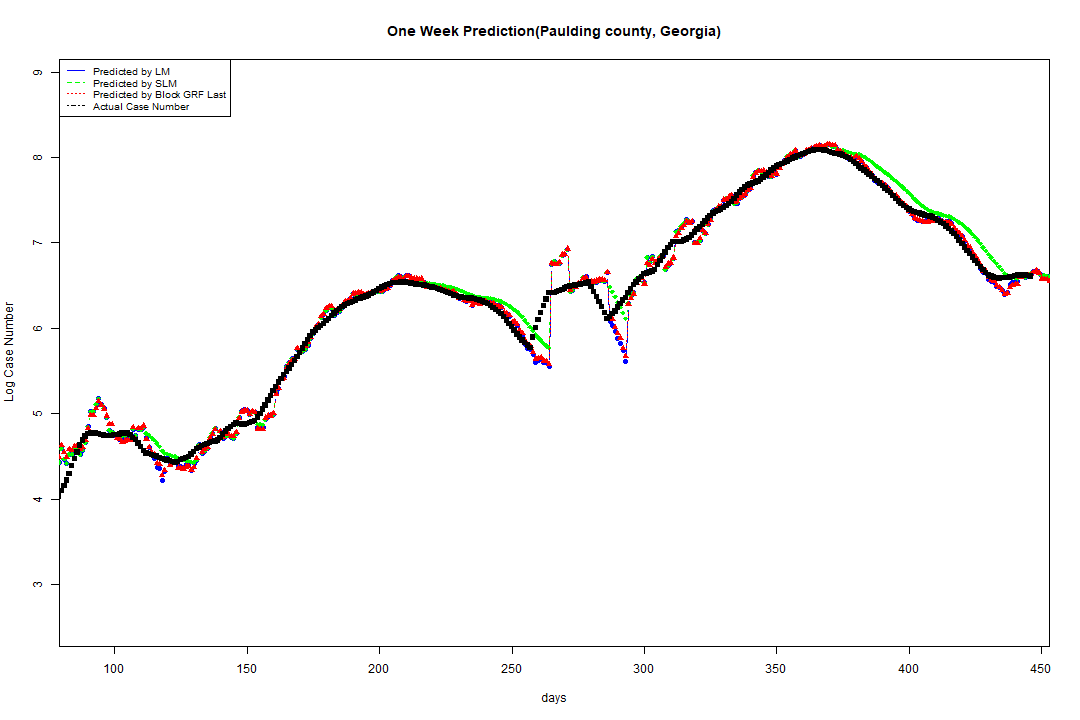 One Week Prediction(Paulding county, Georgia)
Predicted by LM
Predicted by SLM
Predicted by Block GRF Last
Actual Case Number
9
8
7
6
5
4
3
Log Case Number
100 150 200 250 300 350 400 450
days